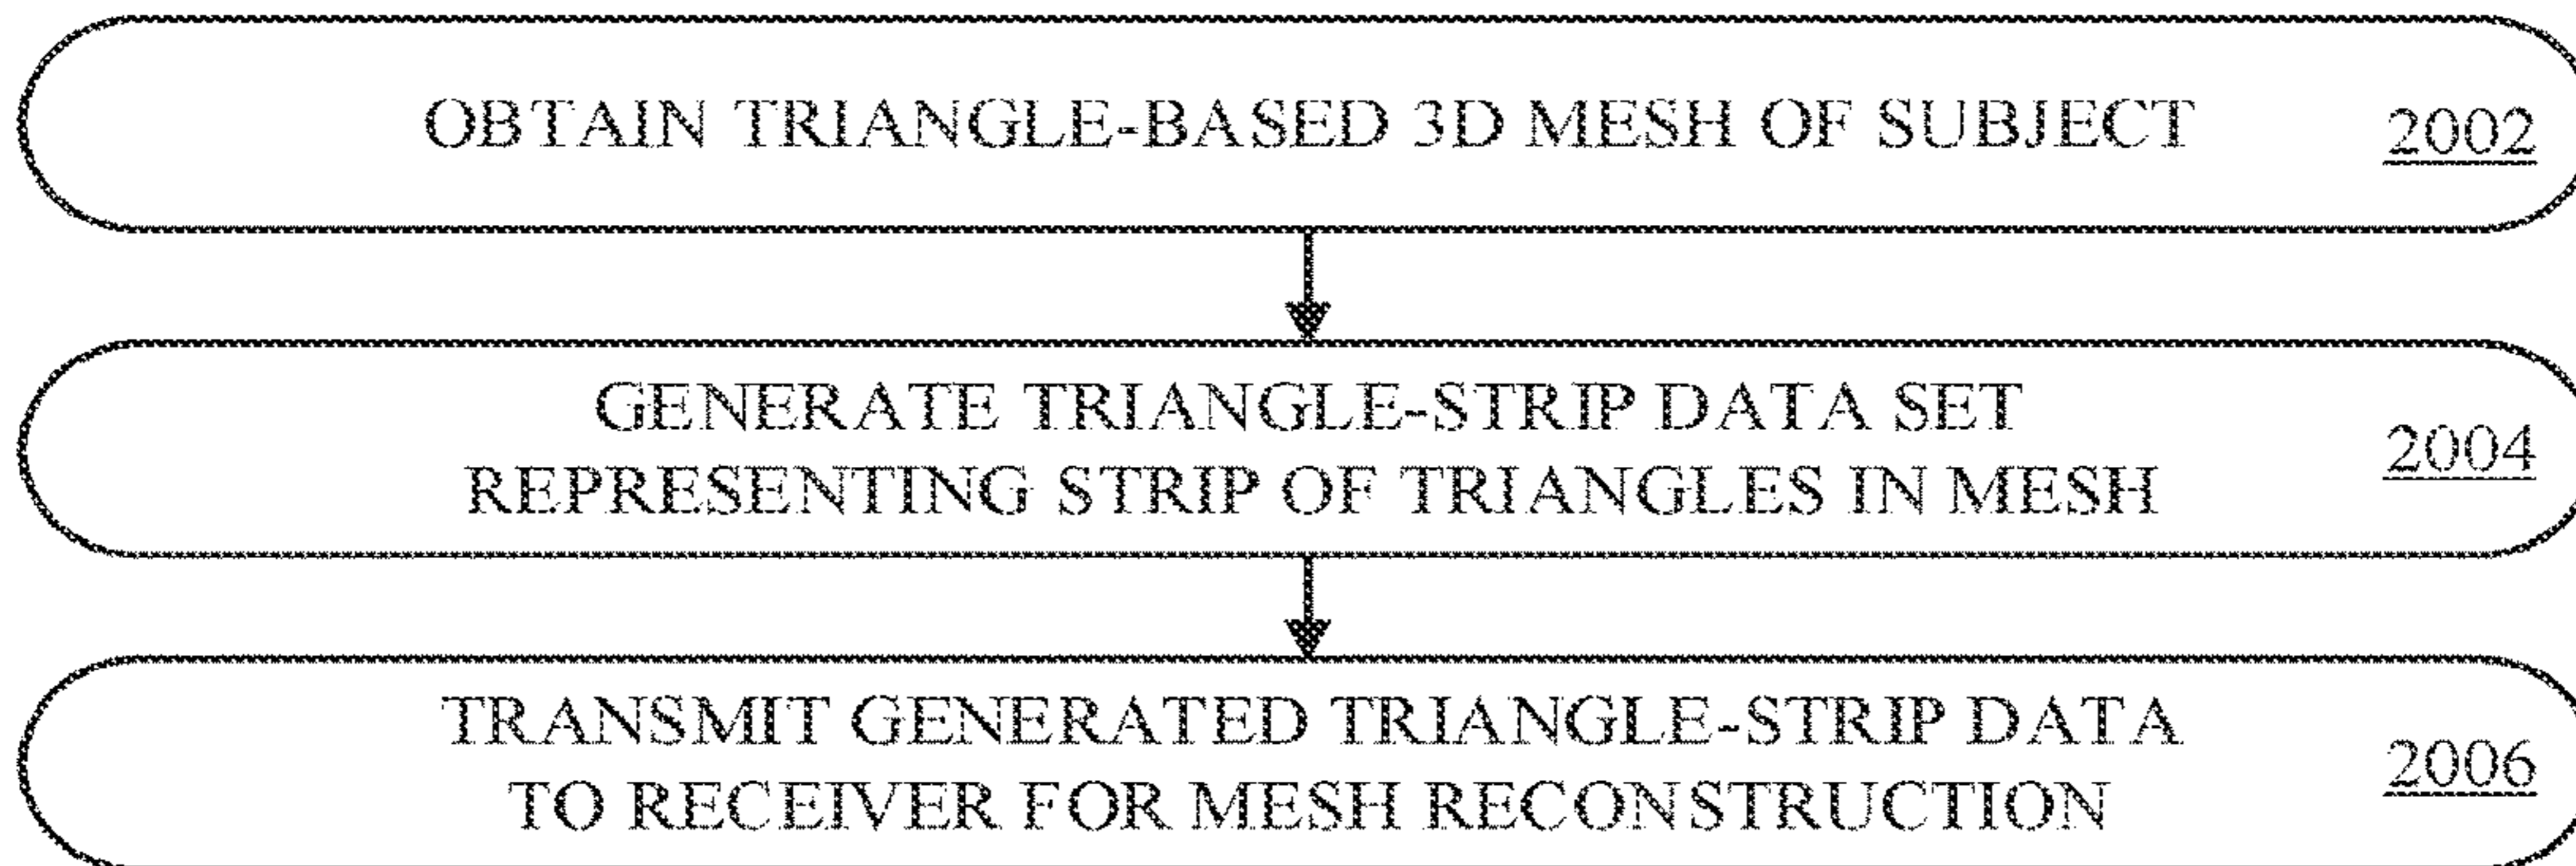 OBTAIN TRIANGLE-BASED 3D MESH OF SUBJECT 2002
GENERATE TRIANGLE-STRIP DATA SET
REPRESENTING STRIP OF TRIANGLES IN MESH
2004
TRANSMIT GENERATED TRIANGLE-STRIP DATA
TO RECEIVER FOR MESH RECONSTRUCTION
2006